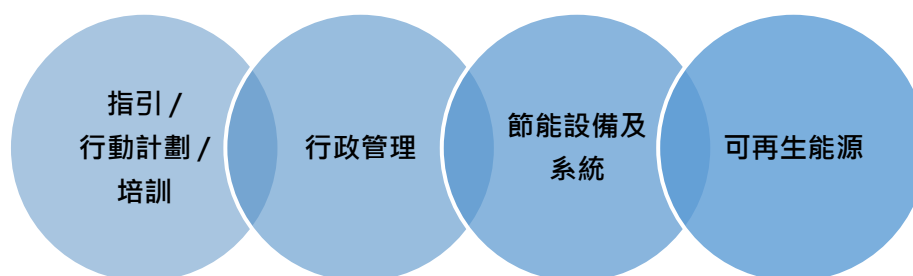 指引 /
行動計劃 /
培訓
行政管理
節能設備及
系統
可再生能源